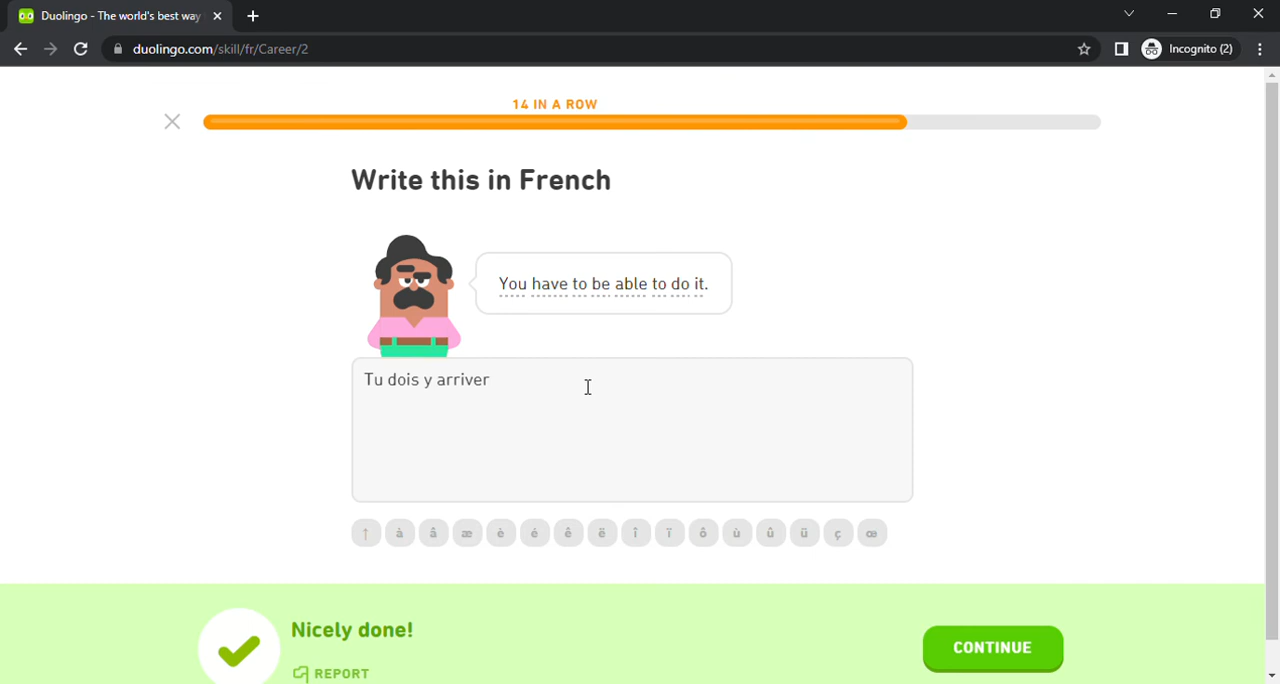 Duolingo - The world's best way
duolingo.com/skill/fr/Career/2
Incognito (2)
14 IN A ROW
Write this in French
You have to be able to do it.
Tu dois y arriver
↑ à â æ è é ê ë î ï ô ù û ü ç œ
Nicely done!
REPORT
CONTINUE